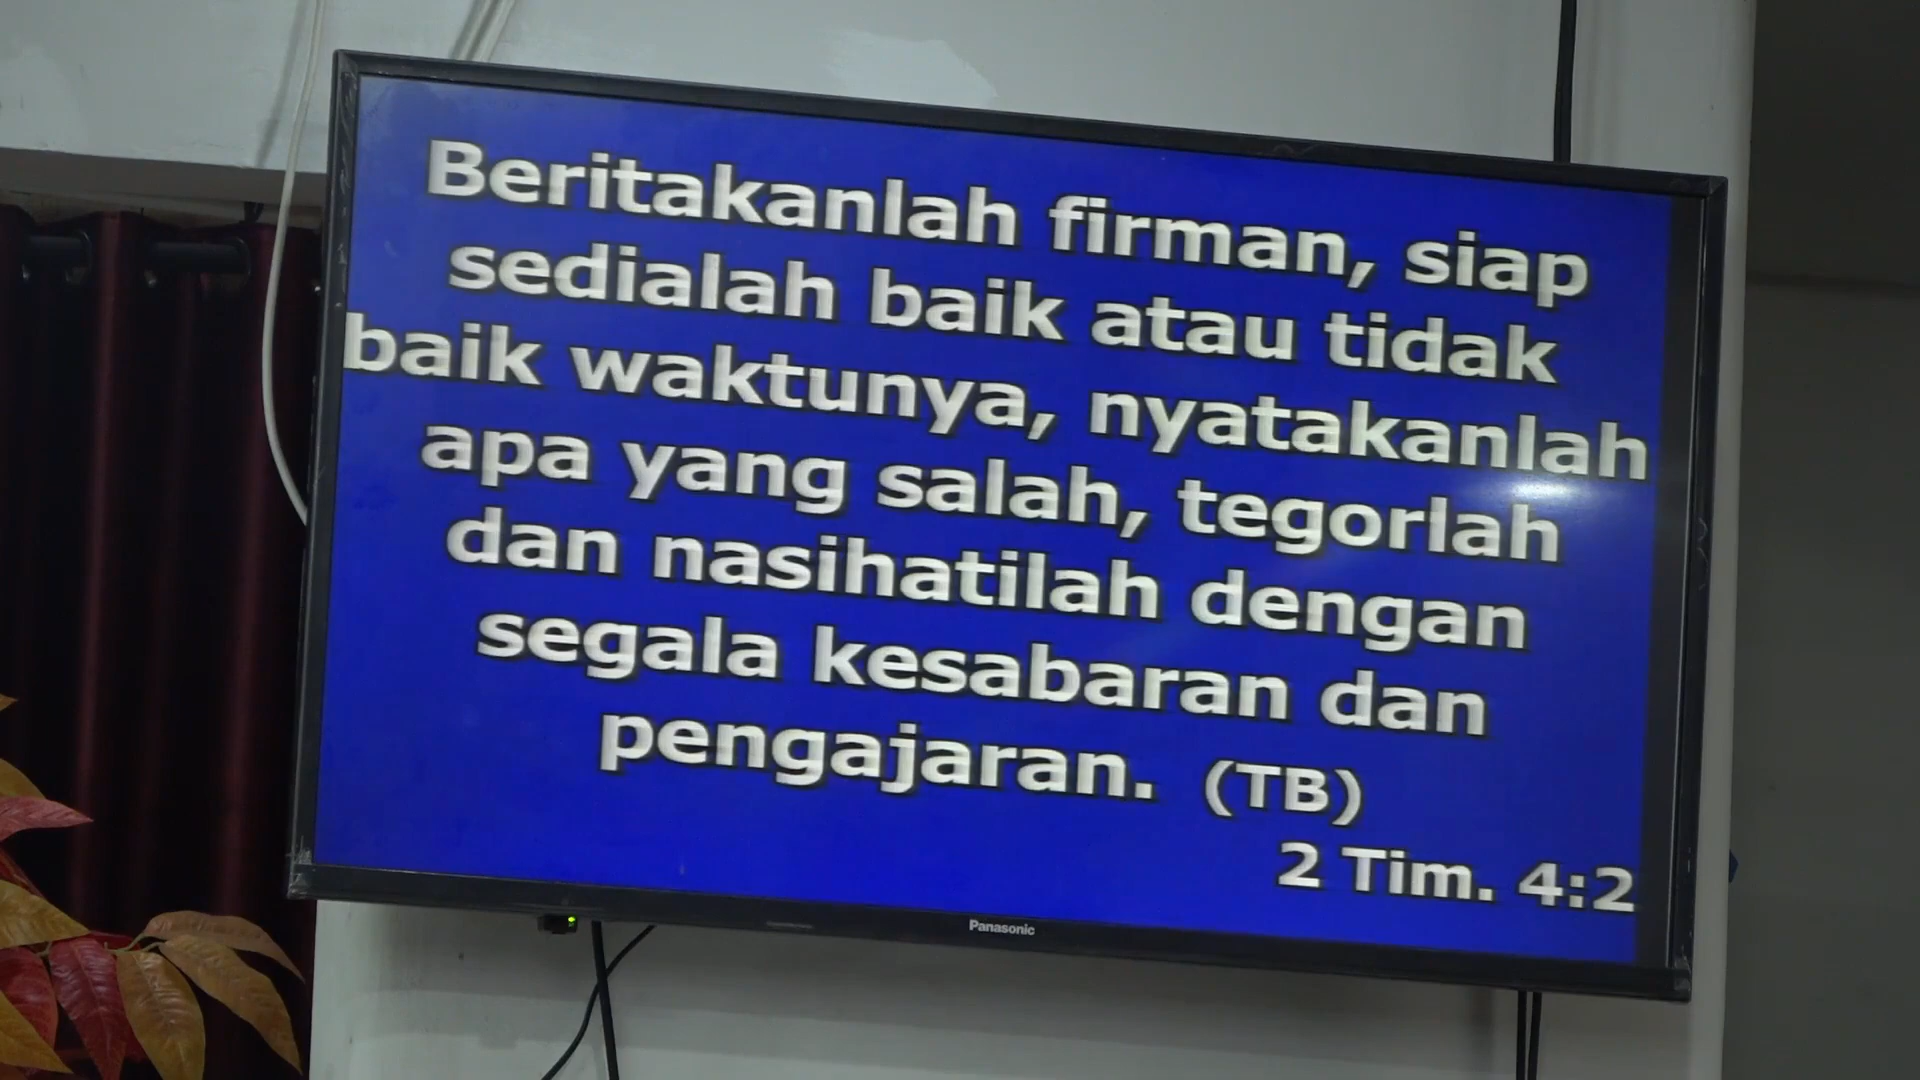 Beritakanlah firman, siap
sedialah baik atau tidak
baik waktunya, nyatakanlah
apa yang salah, tegorlah
dan nasihatilah dengan
segala kesabaran dan
pengajaran. (TB)
2 Tim. 4:2
Panasonic